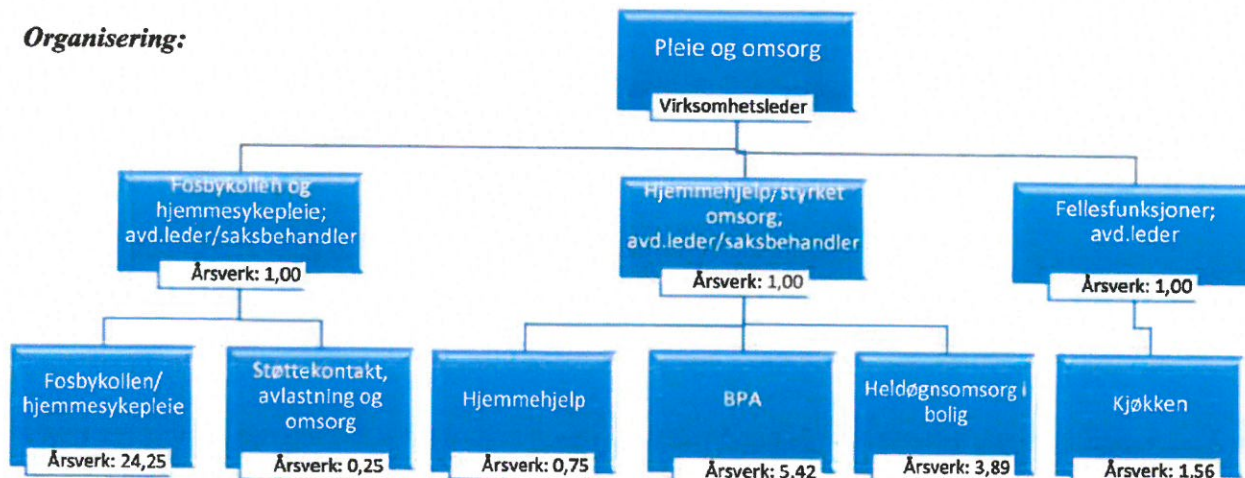 Organisering:
Pleie og omsorg
Virksomhetsleder
Fosbykollen og
hjemmesykepleie;
avd.leder/saksbehandler
Årsverk: 1,00
Hjemmehjelp/styrket
omsorg;
avd.leder/saksbehandler
Årsverk: 1,00
Fellesfunksjoner;
avd.leder
Årsverk: 1,00
Fosbykollen/
hjemmesykepleie
Årsverk: 24,25
Støttekontakt,
avlastning og
omsorg
Årsverk: 0,25
Hjemmehjelp
Årsverk: 0,75
BPA
Årsverk: 5,42
Heldøgnsomsorg i
bolig
Årsverk: 3,89
Kjøkken
Årsverk: 1,56